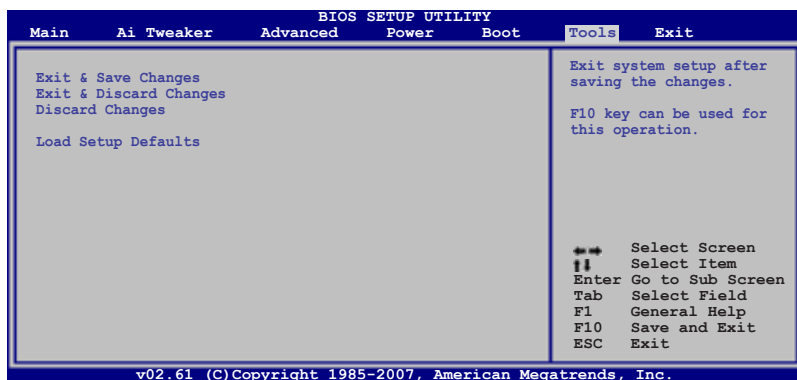 BIOS SETUP UTILITY
Main Ai Tweaker Advanced Power Boot Tools Exit
Exit & Save Changes
Exit & Discard Changes
Discard Changes
Load Setup Defaults
Exit system setup after
saving the changes.
F10 key can be used for
this operation.
Select Screen
Select Item
Enter Go to Sub Screen
Tab Select Field
F1 General Help
F10 Save and Exit
ESC Exit
v02.61 (C)Copyright 1985-2007, American Megatrends, Inc.